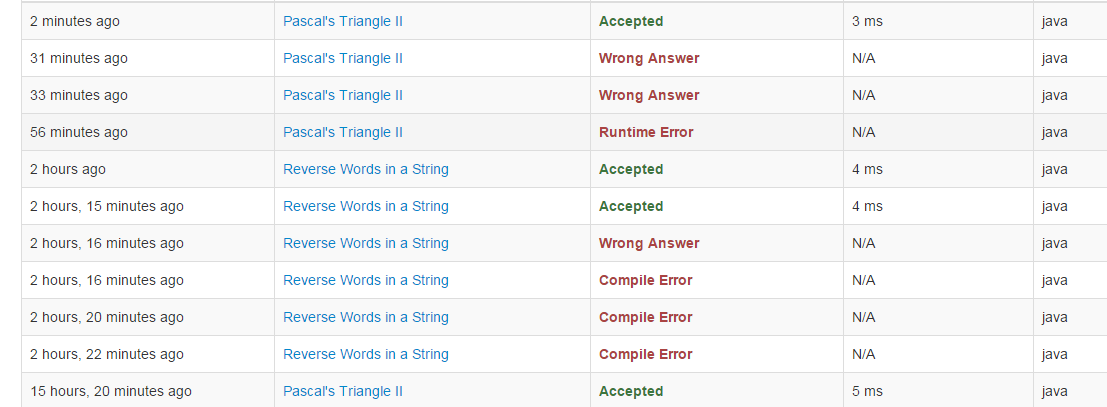 2 minutes ago Pascal's Triangle II Accepted 3 ms java
31 minutes ago Pascal's Triangle II Wrong Answer N/A java
33 minutes ago Pascal's Triangle II Wrong Answer N/A java
56 minutes ago Pascal's Triangle II Runtime Error N/A java
2 hours ago Reverse Words in a String Accepted 4 ms java
2 hours, 15 minutes ago Reverse Words in a String Accepted 4 ms java
2 hours, 16 minutes ago Reverse Words in a String Wrong Answer N/A java
2 hours, 16 minutes ago Reverse Words in a String Compile Error N/A java
2 hours, 20 minutes ago Reverse Words in a String Compile Error N/A java
2 hours, 22 minutes ago Reverse Words in a String Compile Error N/A java
15 hours, 20 minutes ago Pascal's Triangle II Accepted 5 ms java